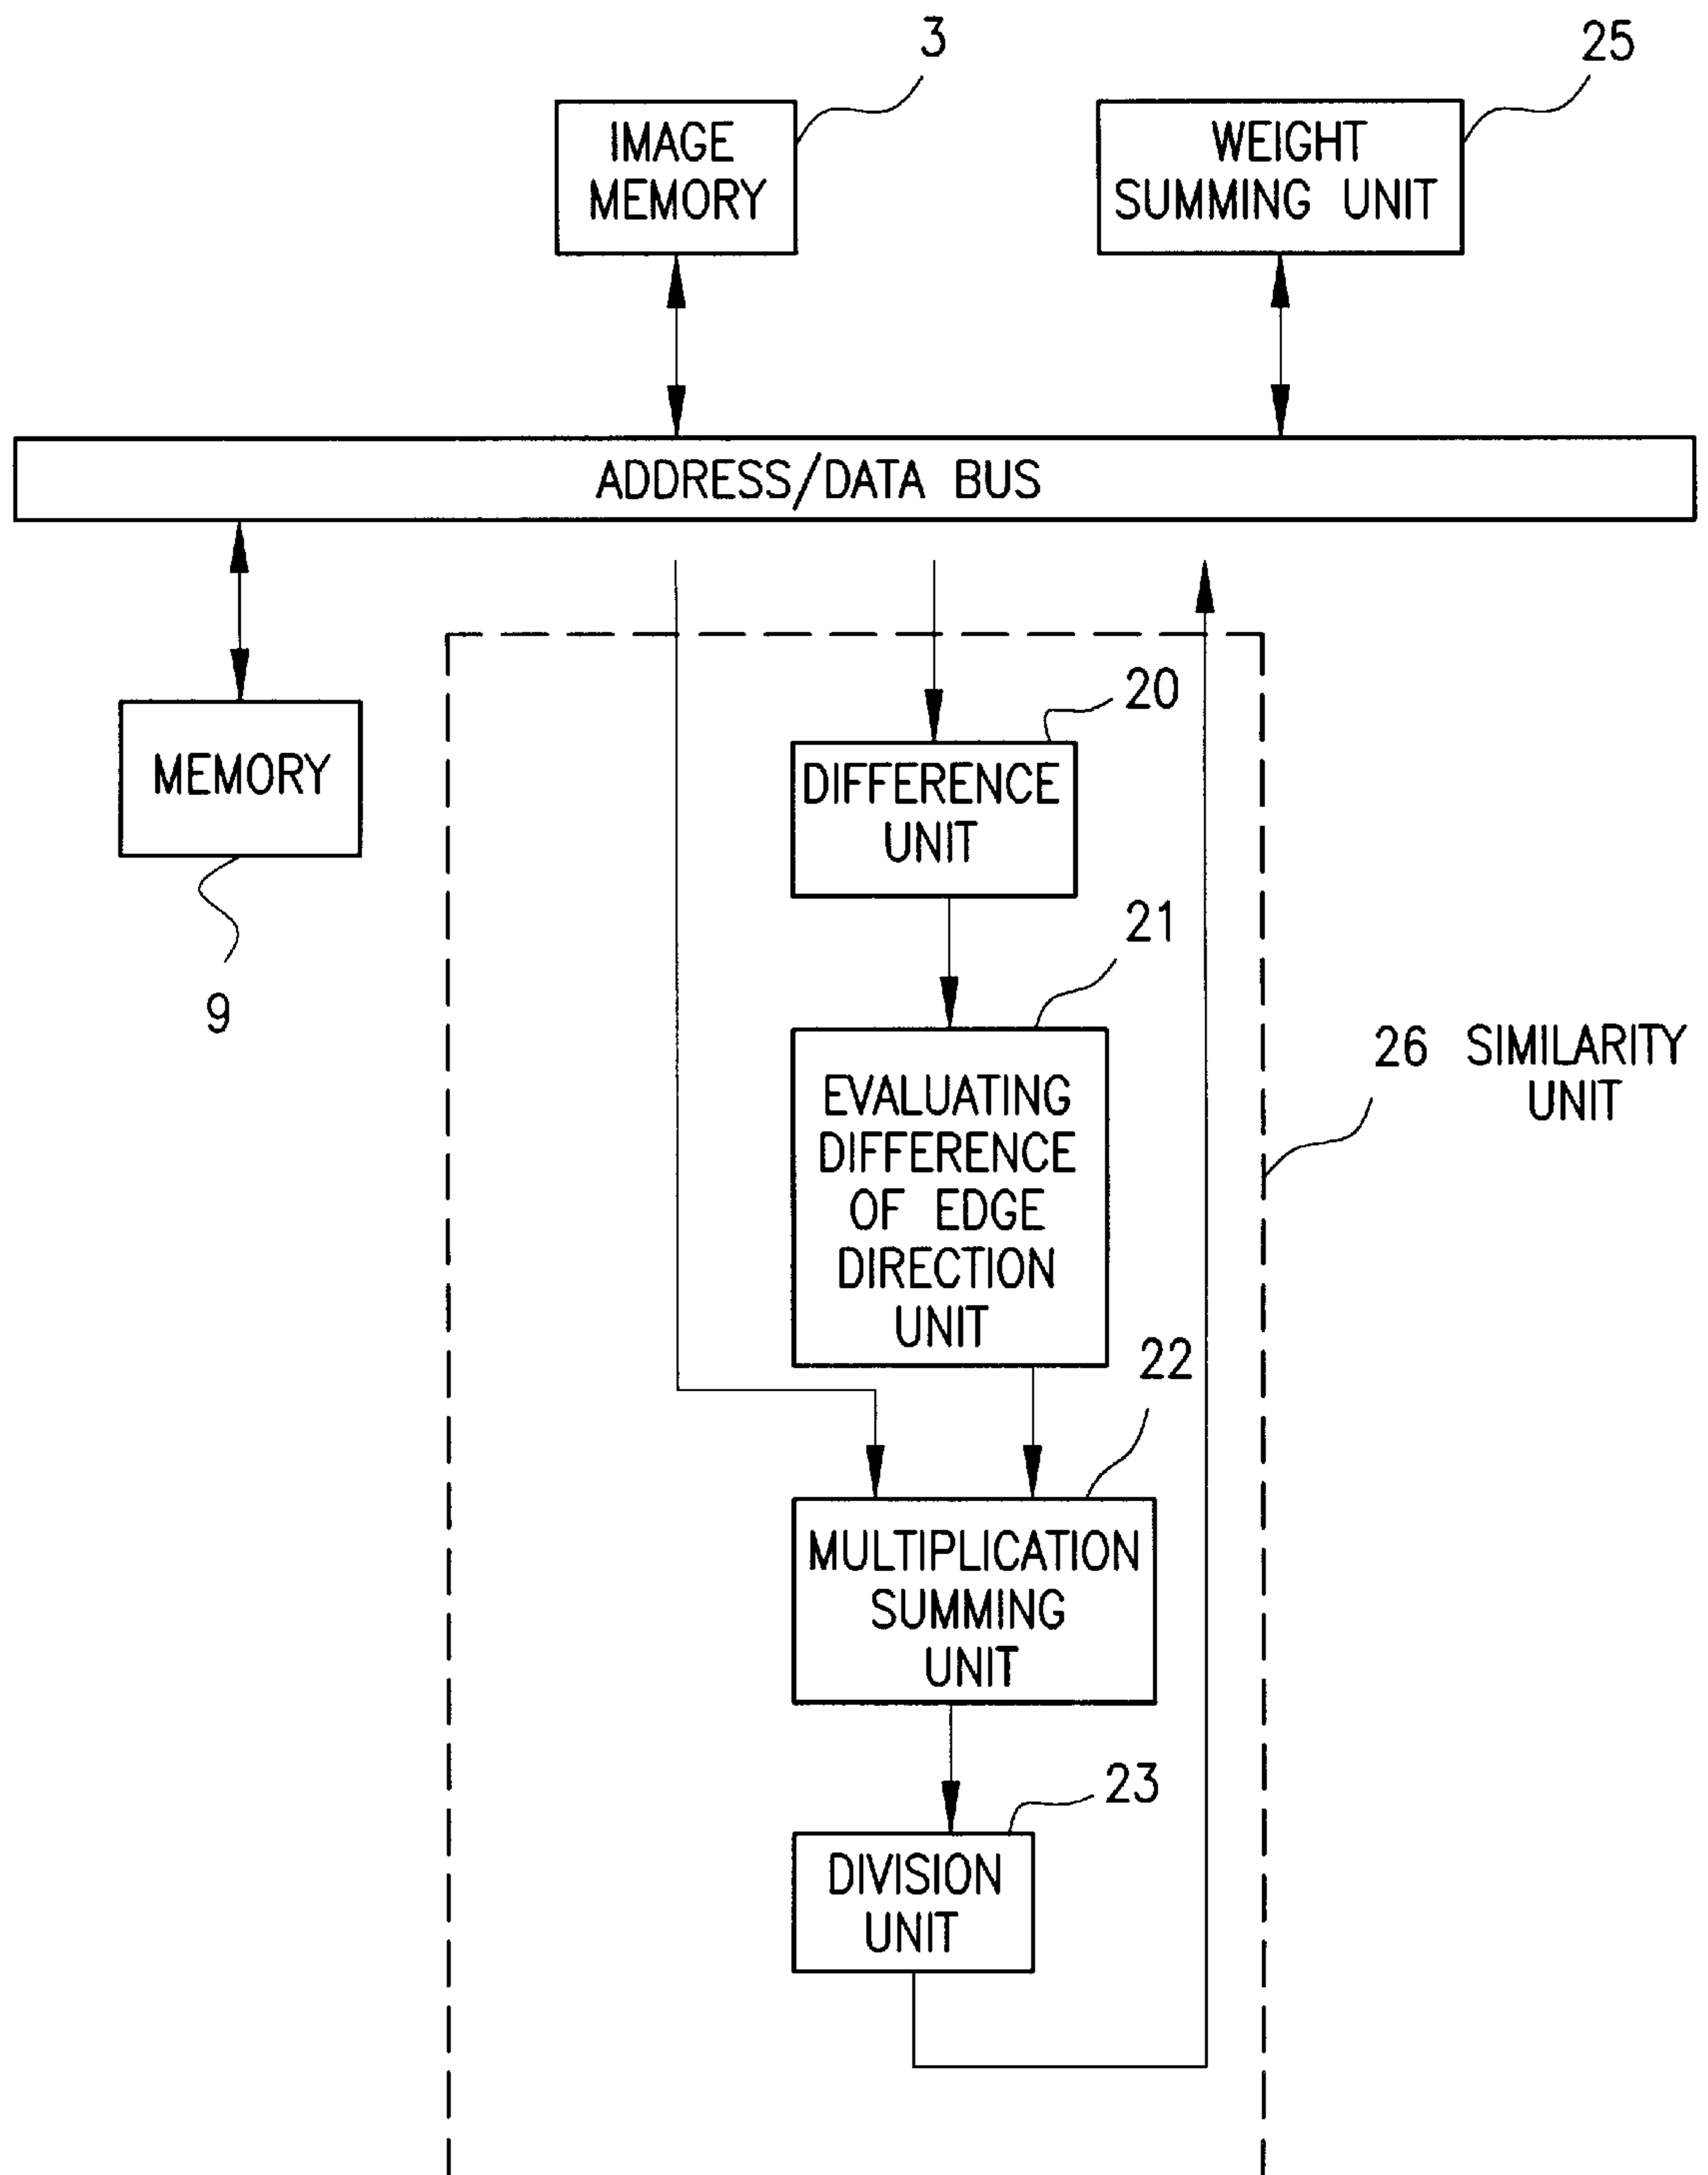 3
25
IMAGE
MEMORY
WEIGHT
SUMMING UNIT
ADDRESS/DATA BUS
20
MEMORY
DIFFERENCE
UNIT
21
9
26 SIMILARITY
UNIT
EVALUATING
DIFFERENCE
OF EDGE
DIRECTION
UNIT
22
MULTIPLICATION
SUMMING
UNIT
23
DIVISION
UNIT